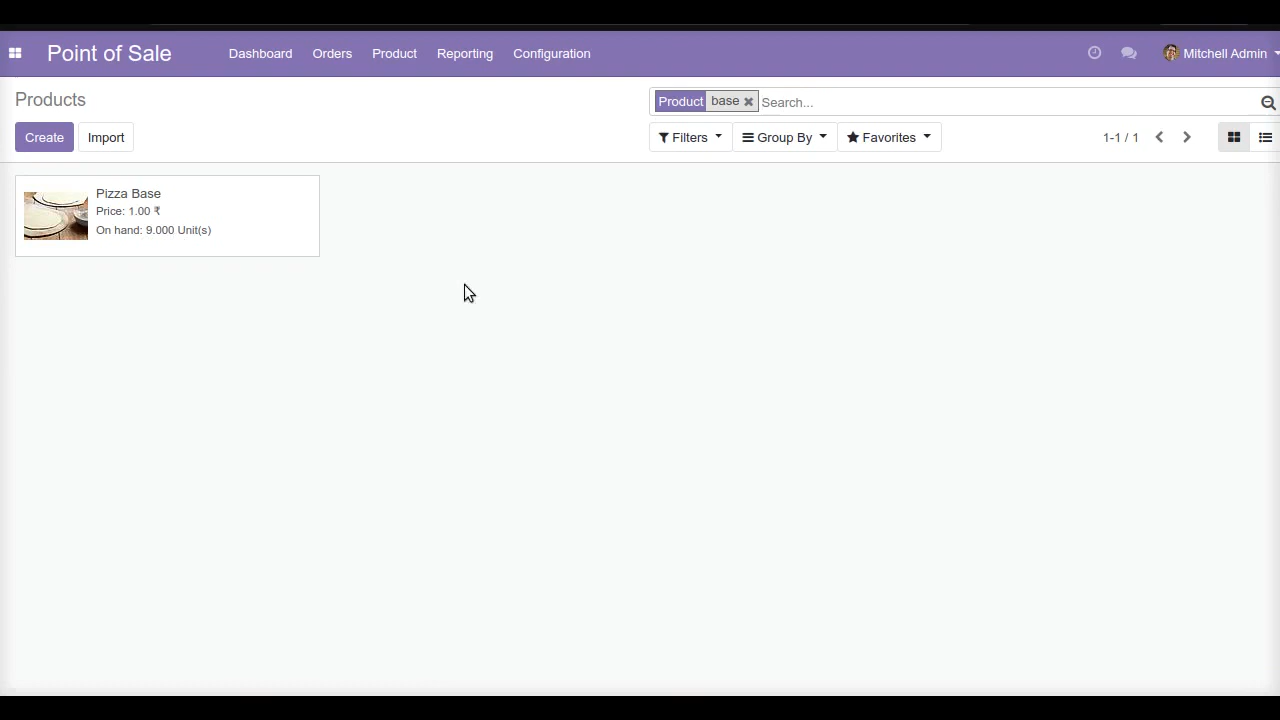 Point of Sale Dashboard Orders Product Reporting Configuration Mitchell Admin
Products
Product base Search...
Create Import Filters Group By Favorites 1-1 / 1
Pizza Base
Price: 1.00 ₹
On hand: 9.000 Unit(s)